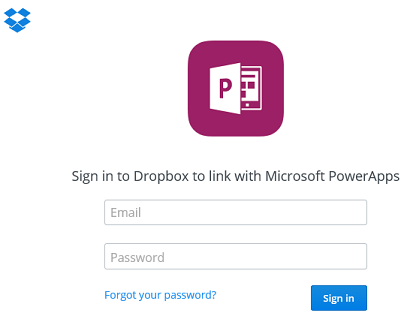 P
Sign in to Dropbox to link with Microsoft PowerApps
Email
Password
Forgot your password?
Sign in